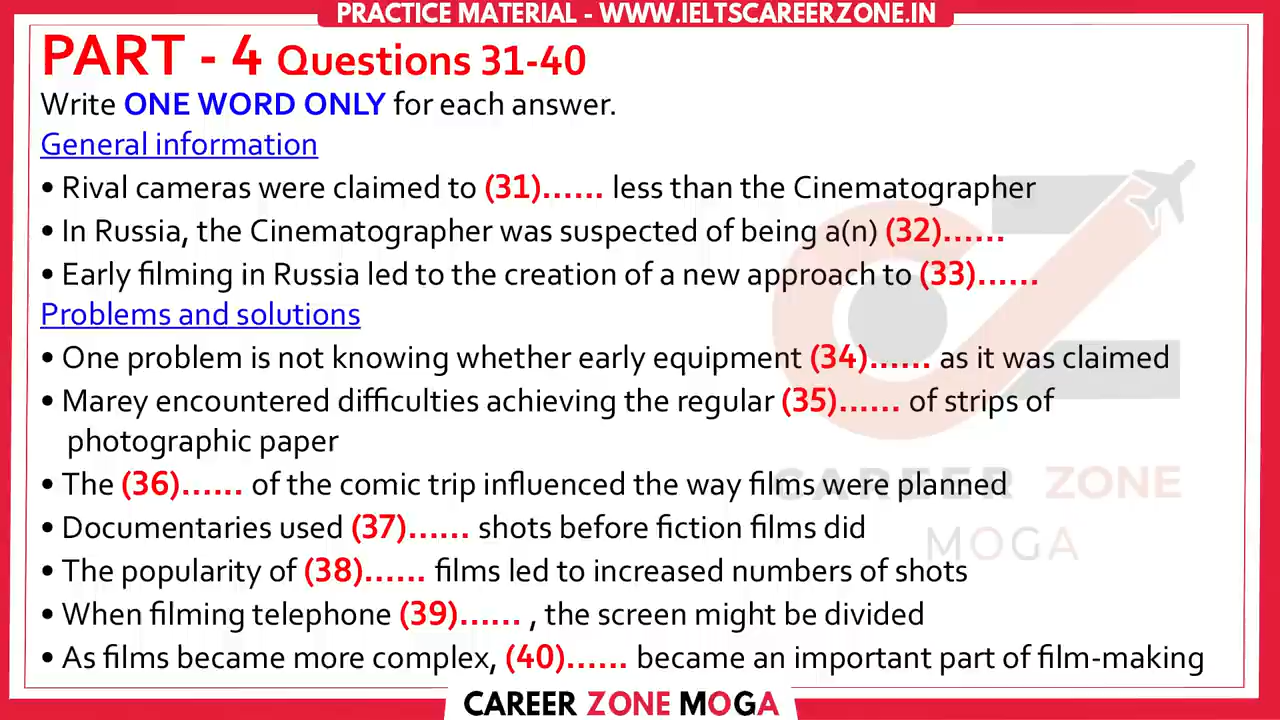 PRACTICE MATERIAL - WWW.IELTSCAREERZONE.IN
PART - 4 Questions 31-40
Write ONE WORD ONLY for each answer.
General information
• Rival cameras were claimed to (31)...... less than the Cinematographer
• In Russia, the Cinematographer was suspected of being a(n) (32)......
• Early filming in Russia led to the creation of a new approach to (33)......
Problems and solutions
• One problem is not knowing whether early equipment (34)...... as it was claimed
• Marey encountered difficulties achieving the regular (35)...... of strips of
photographic paper
• The (36)...... of the comic trip influenced the way films were planned
• Documentaries used (37)...... shots before fiction films did
• The popularity of (38)...... films led to increased numbers of shots
• When filming telephone (39)...... , the screen might be divided
• As films became more complex, (40)...... became an important part of film-making
CAREER ZONE
MOGA
CAREER ZONE MOGA